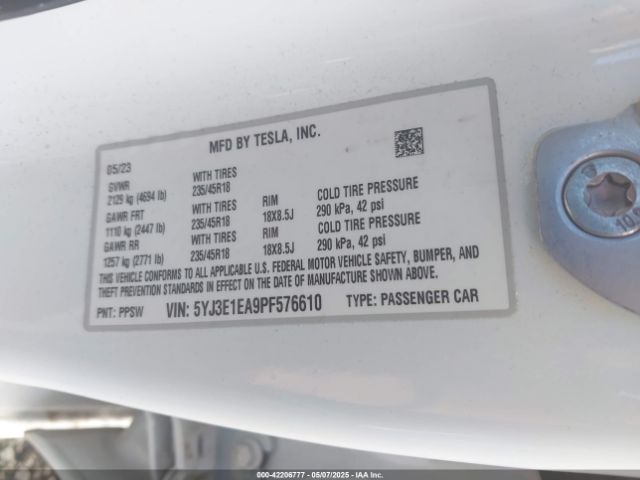 MFD BY TESLA, INC.
05/23
GVWR WITH TIRES
2129 kg (4694 lb) 235/45R18 RIM COLD TIRE PRESSURE
GAWR FRT WITH TIRES 18X8.5J 290 kPa, 42 psi
1110 kg (2447 lb) 235/45R18 RIM COLD TIRE PRESSURE
GAWR RR WITH TIRES 18X8.5J 290 kPa, 42 psi
1257 kg (2771 lb) 235/45R18
THIS VEHICLE CONFORMS TO ALL APPLICABLE U.S. FEDERAL MOTOR VEHICLE SAFETY, BUMPER, AND
THEFT PREVENTION STANDARDS IN EFFECT ON THE DATE OF MANUFACTURE SHOWN ABOVE.
PNT: PPSW VIN: 5YJ3E1EA9PF576610 TYPE: PASSENGER CAR
000-42206777 - 05/07/2025 - IAA Inc.